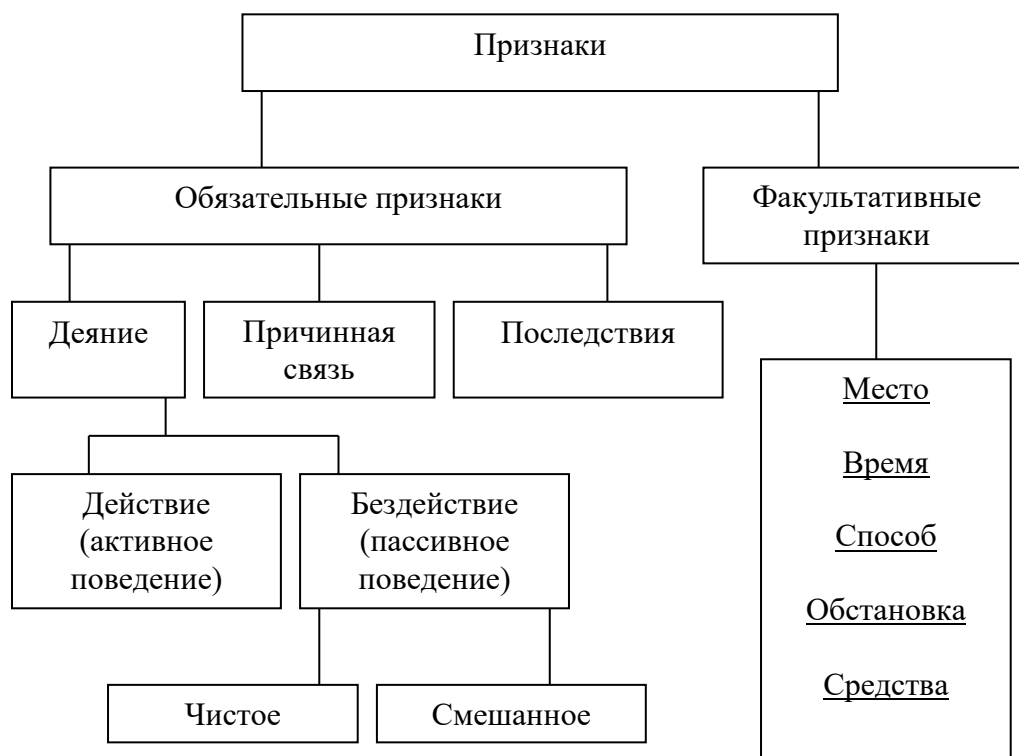 Признаки
Обязательные признаки
Факультативные
признаки
Деяние
Причинная
связь
Последствия
Место
Время
Способ
Обстановка
Средства
Действие
(активное
поведение)
Бездействие
(пассивное
поведение)
Чистое
Смешанное